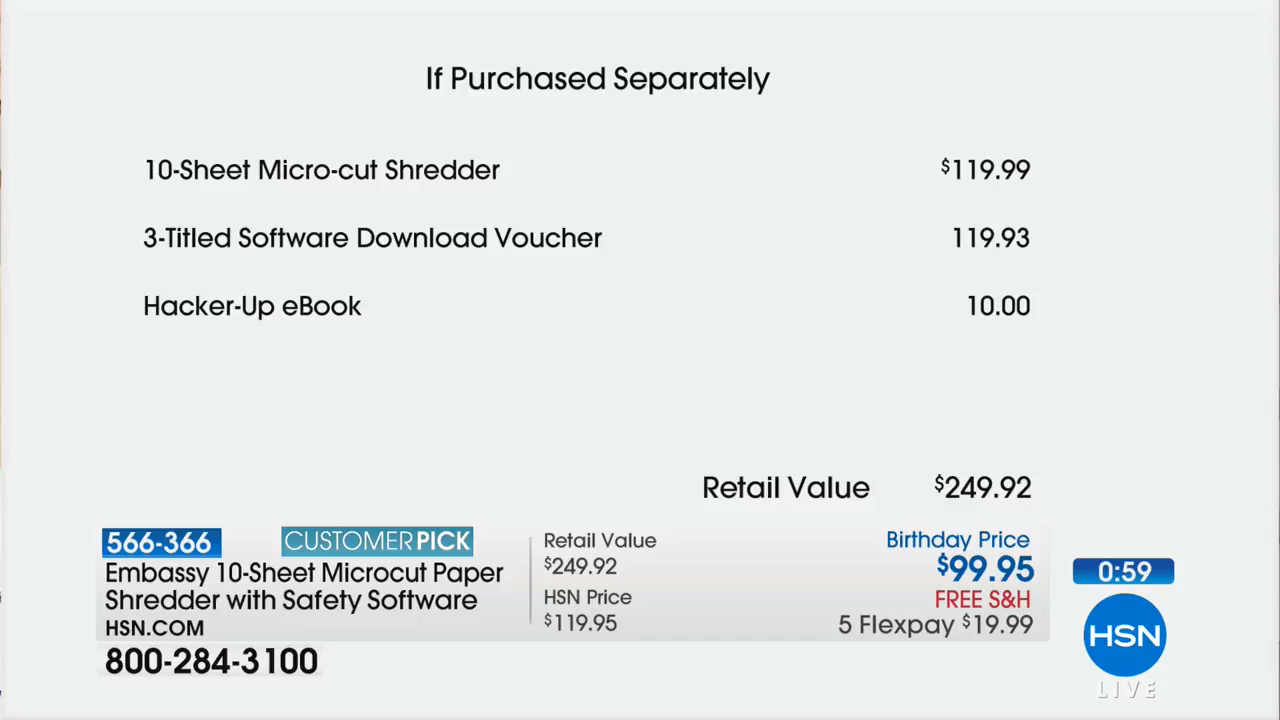 If Purchased Separately
10-Sheet Micro-cut Shredder $119.99
3-Titled Software Download Voucher 119.93
Hacker-Up eBook 10.00
Retail Value $249.92
566-366 CUSTOMERPICK
Embassy 10-Sheet Microcut Paper
Shredder with Safety Software
HSN.COM
800-284-3100
Retail Value
$249.92
HSN Price
$119.95
Birthday Price
$99.95
FREE S&H
5 Flexpay $19.99
0:59
HSN
LIVE